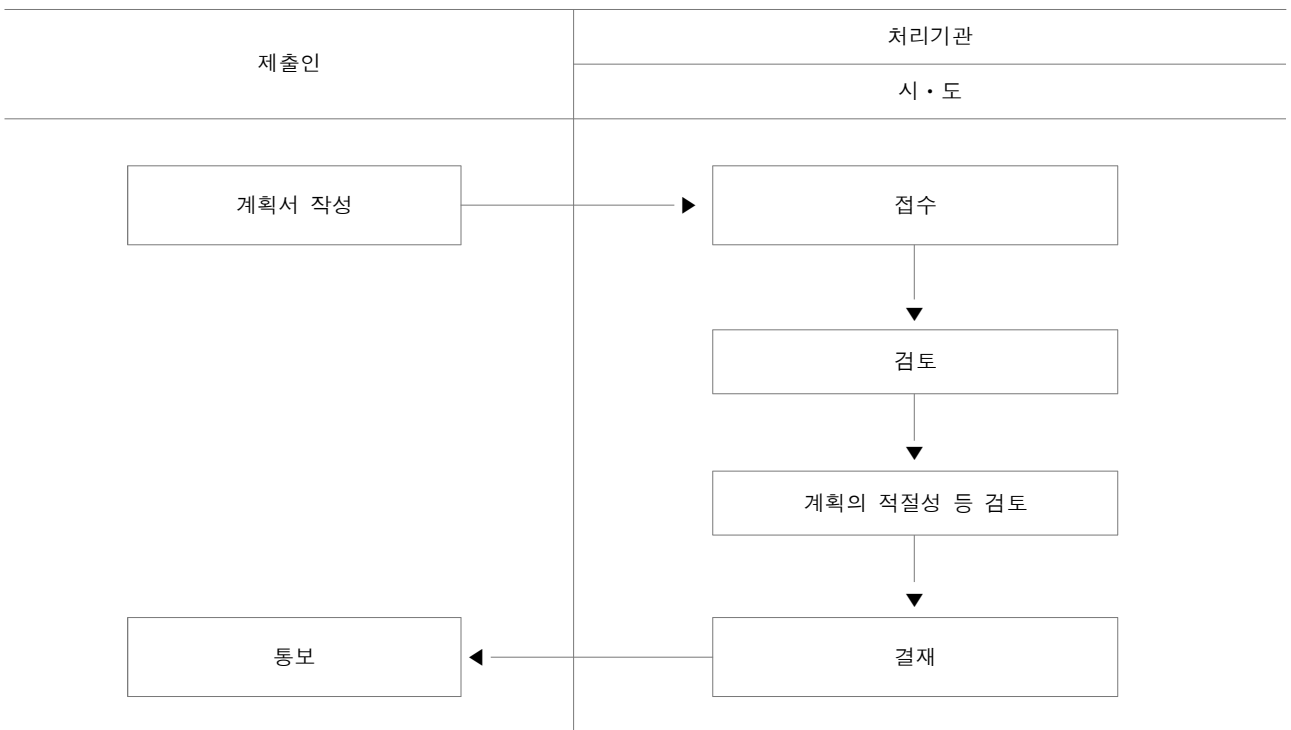 제출인
처리기관
시・도
계획서 작성
접수
검토
계획의 적절성 등 검토
통보
결재